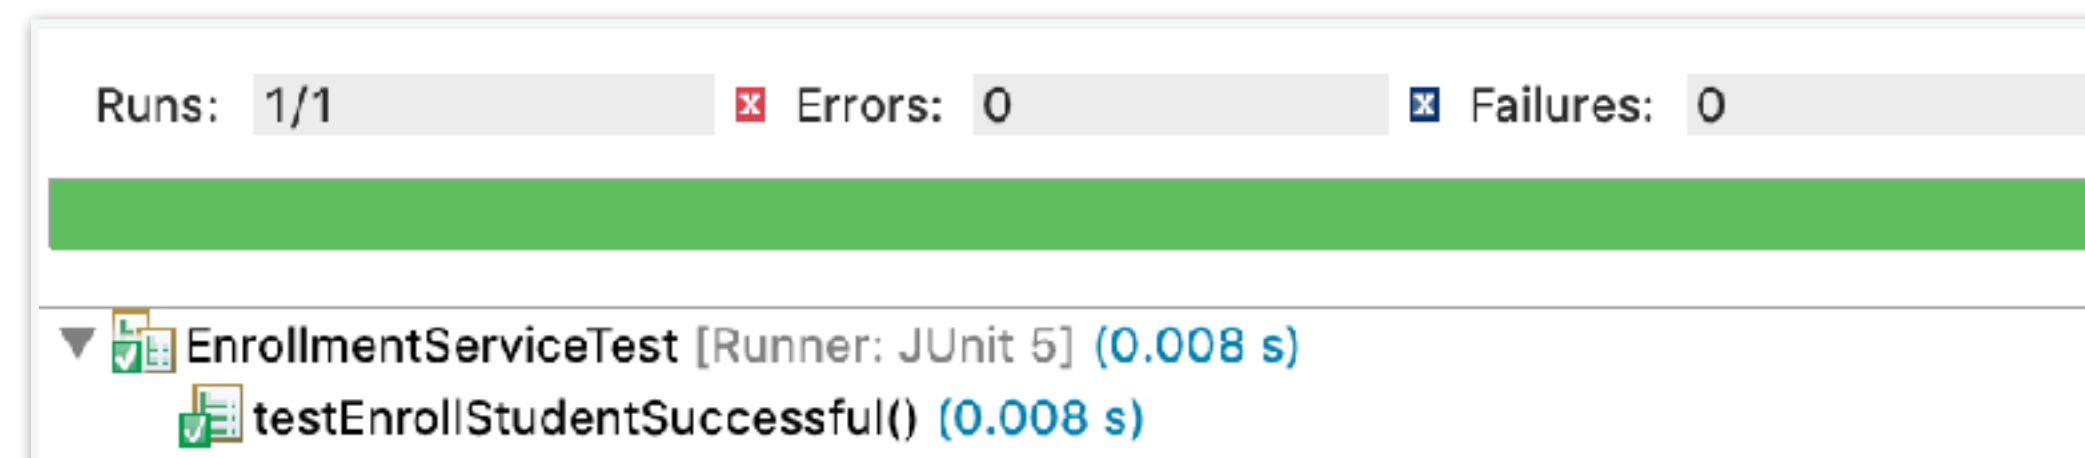 Runs: 1/1 Errors: 0 Failures: 0
EnrollmentServiceTest [Runner: JUnit 5] (0.008 s)
testEnrollStudentSuccessful() (0.008 s)